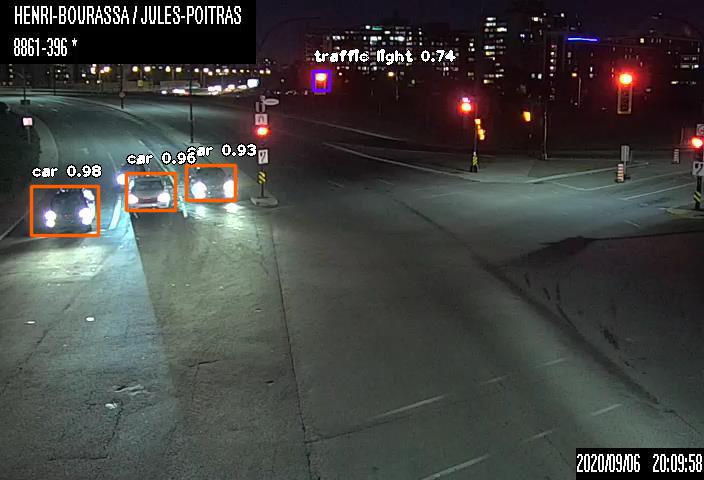 HENRI-BOURASSA / JULES-POITRAS
8861-396 *
traffic light 0.74
car 0.98
car 0.96
car 0.93
2020/09/06 20:09:58